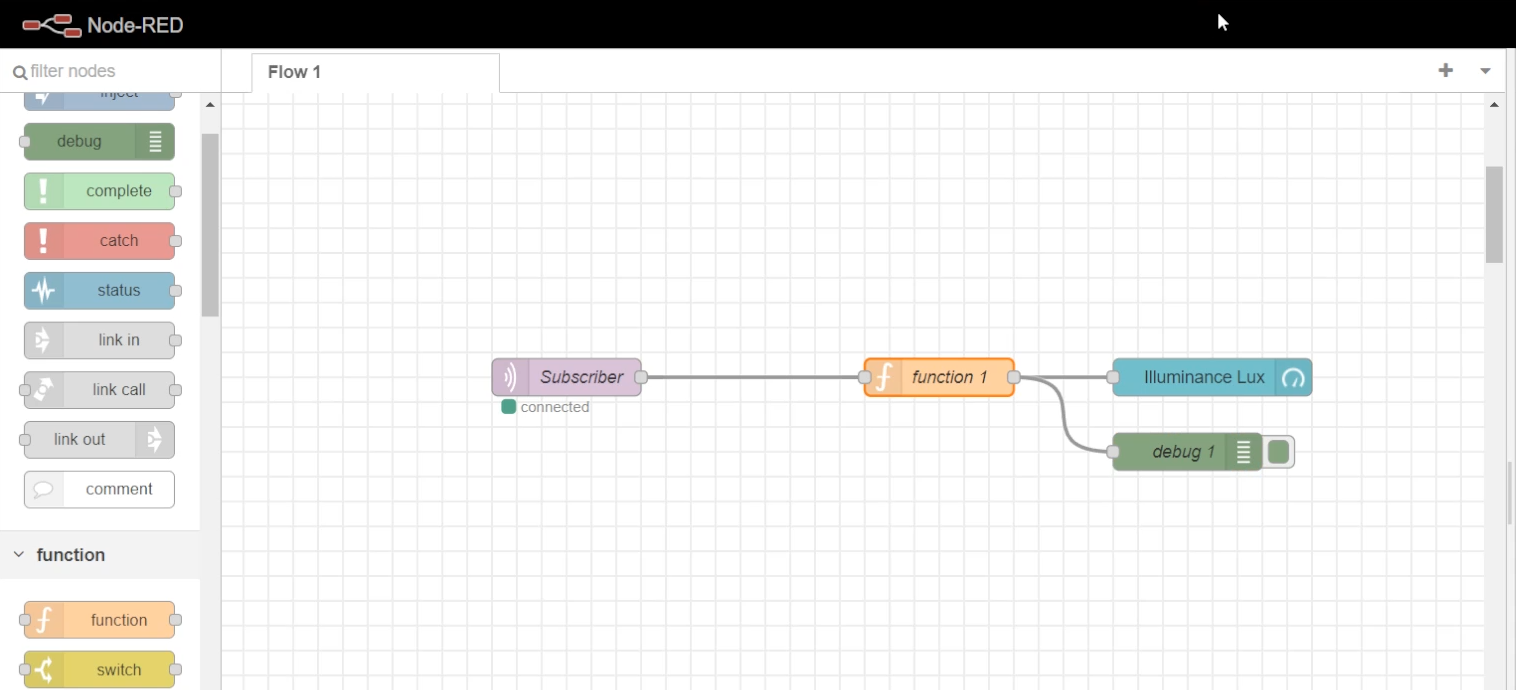 Node-RED
filter nodes
Flow 1
inject
debug
complete
catch
status
link in
link call
link out
comment
function
function
switch
Subscriber
connected
function 1
Illuminance Lux
debug 1